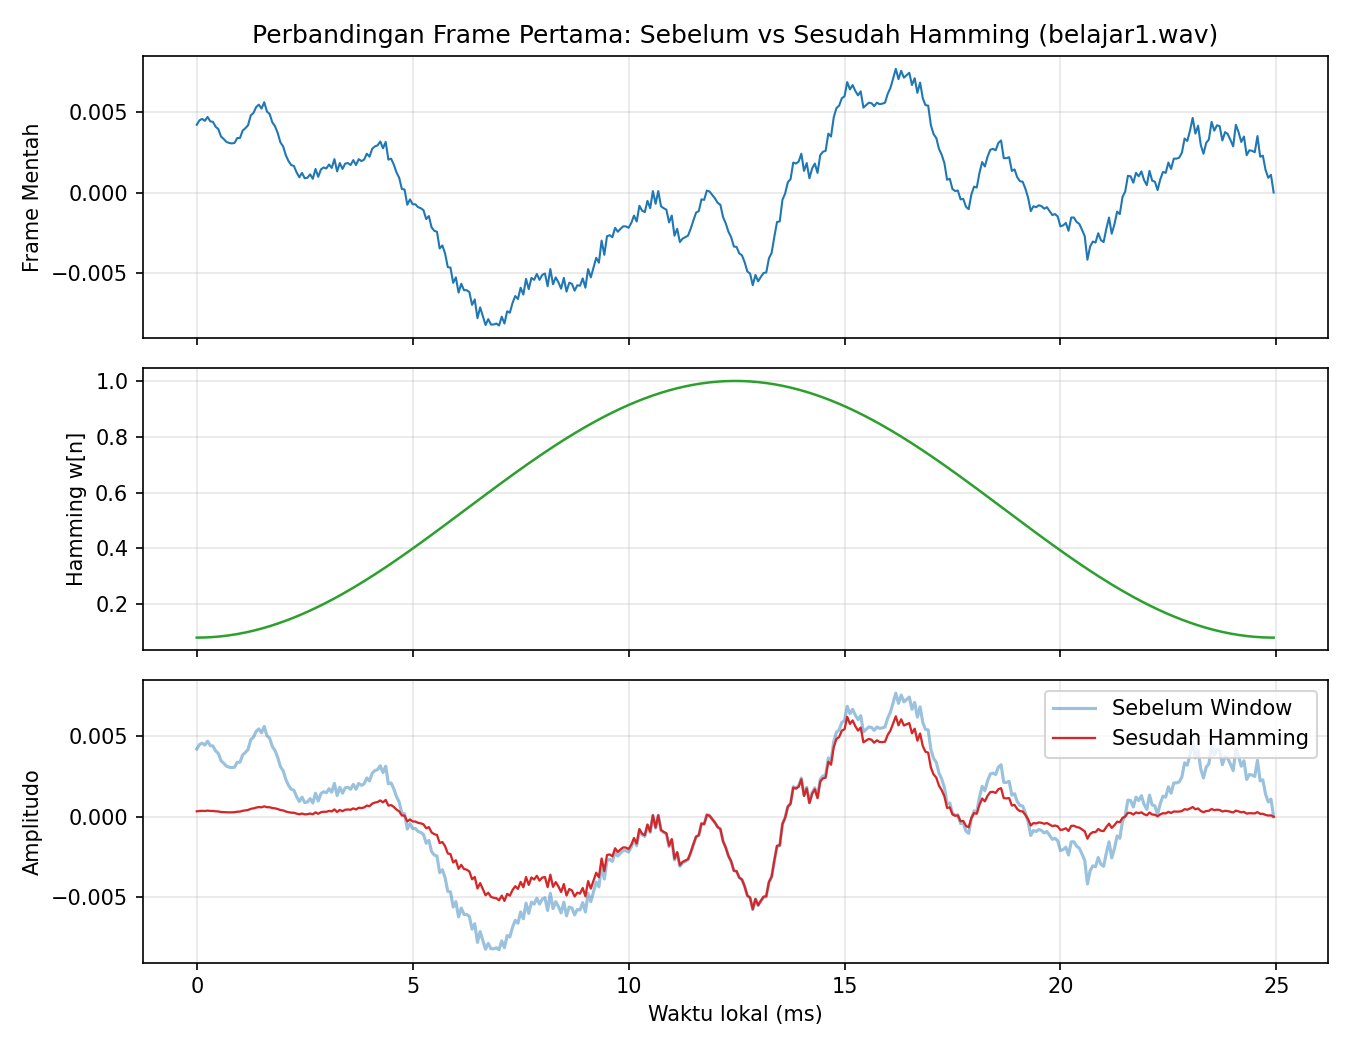 Perbandingan Frame Pertama: Sebelum vs Sesudah Hamming (belajar1.wav)
Frame Mentah
0.005
0.000
−0.005
Hamming w[n]
1.0
0.8
0.6
0.4
0.2
Amplitudo
0.005
0.000
−0.005
Sebelum Window
Sesudah Hamming
0 5 10 15 20 25
Waktu lokal (ms)